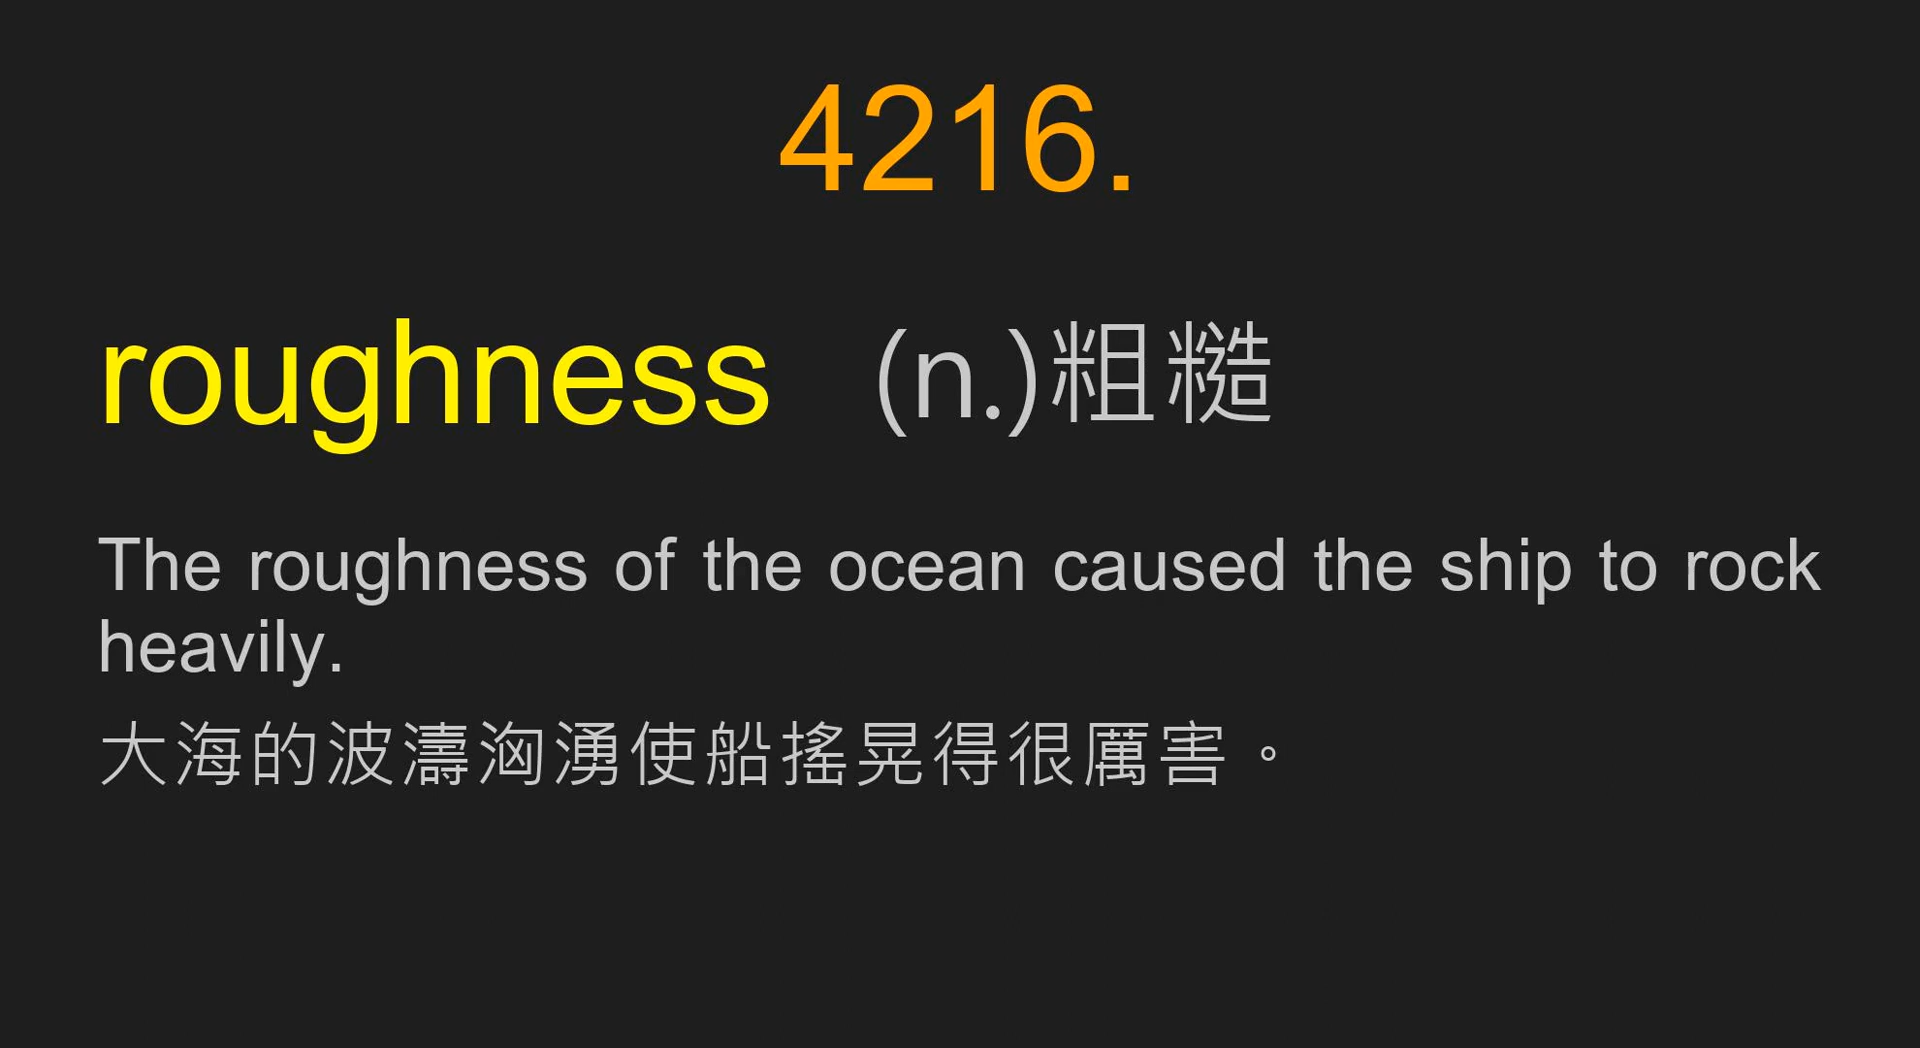 4216.
roughness (n.)粗糙
The roughness of the ocean caused the ship to rock
heavily.
大海的波濤洶湧使船搖晃得很厲害。